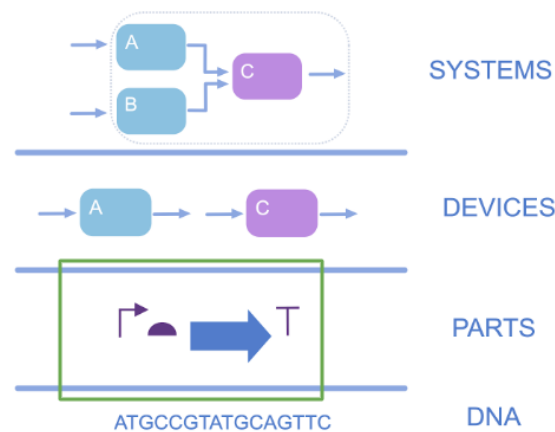 A
B
C
SYSTEMS
A
C
DEVICES
PARTS
ATGCCGTATGCAGTTC
DNA